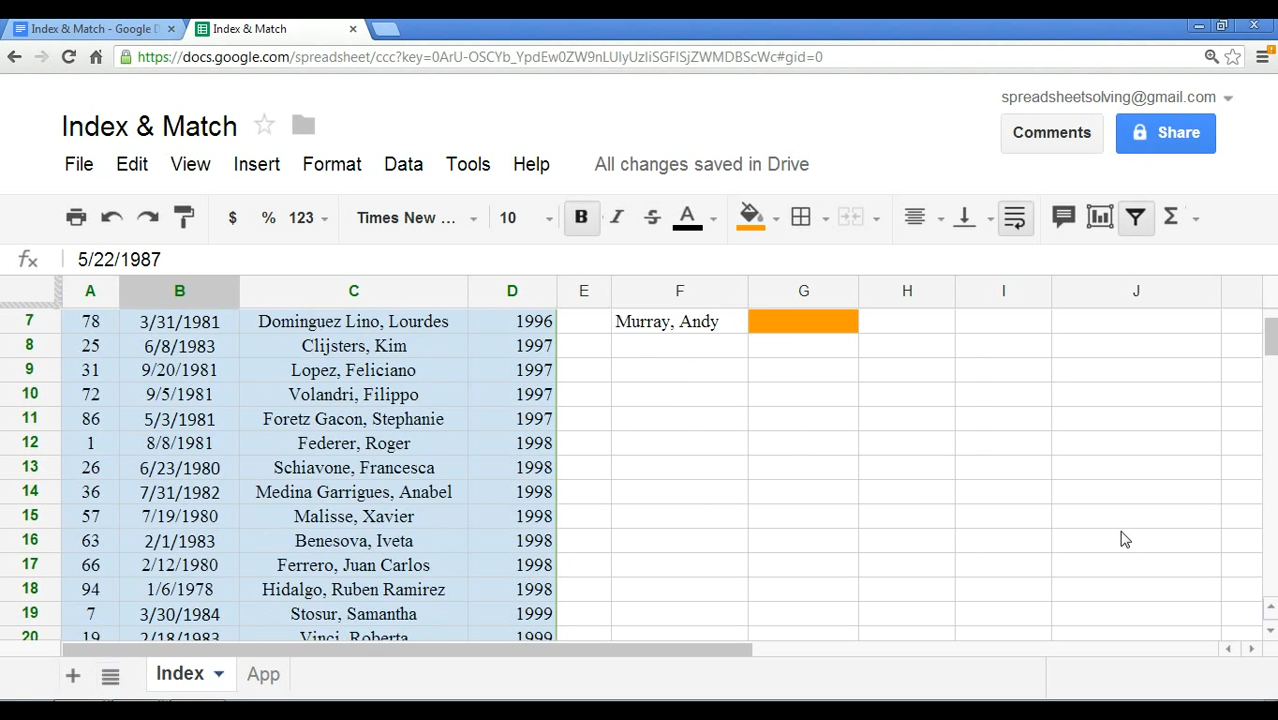 Index & Match - Google D
Index & Match
https://docs.google.com/spreadsheet/ccc?key=0ArU-OSCYb_YpdEw0ZW9nLUIyUzliSGFISjZWMDBScWc#gid=0
spreadsheetsolving@gmail.com
Index & Match
Comments
Share
File Edit View Insert Format Data Tools Help All changes saved in Drive
$ % 123 Times New ... 10 B I S A Σ
fx 5/22/1987
A B C D E F G H I J
7 78 3/31/1981 Dominguez Lino, Lourdes 1996 Murray, Andy
8 25 6/8/1983 Clijsters, Kim 1997
9 31 9/20/1981 Lopez, Feliciano 1997
10 72 9/5/1981 Volandri, Filippo 1997
11 86 5/3/1981 Foretz Gacon, Stephanie 1997
12 1 8/8/1981 Federer, Roger 1998
13 26 6/23/1980 Schiavone, Francesca 1998
14 36 7/31/1982 Medina Garrigues, Anabel 1998
15 57 7/19/1980 Malisse, Xavier 1998
16 63 2/1/1983 Benesova, Iveta 1998
17 66 2/12/1980 Ferrero, Juan Carlos 1998
18 94 1/6/1978 Hidalgo, Ruben Ramirez 1998
19 7 3/30/1984 Stosur, Samantha 1999
20 19 2/18/1983 Vinci, Roberta 1999
Index App